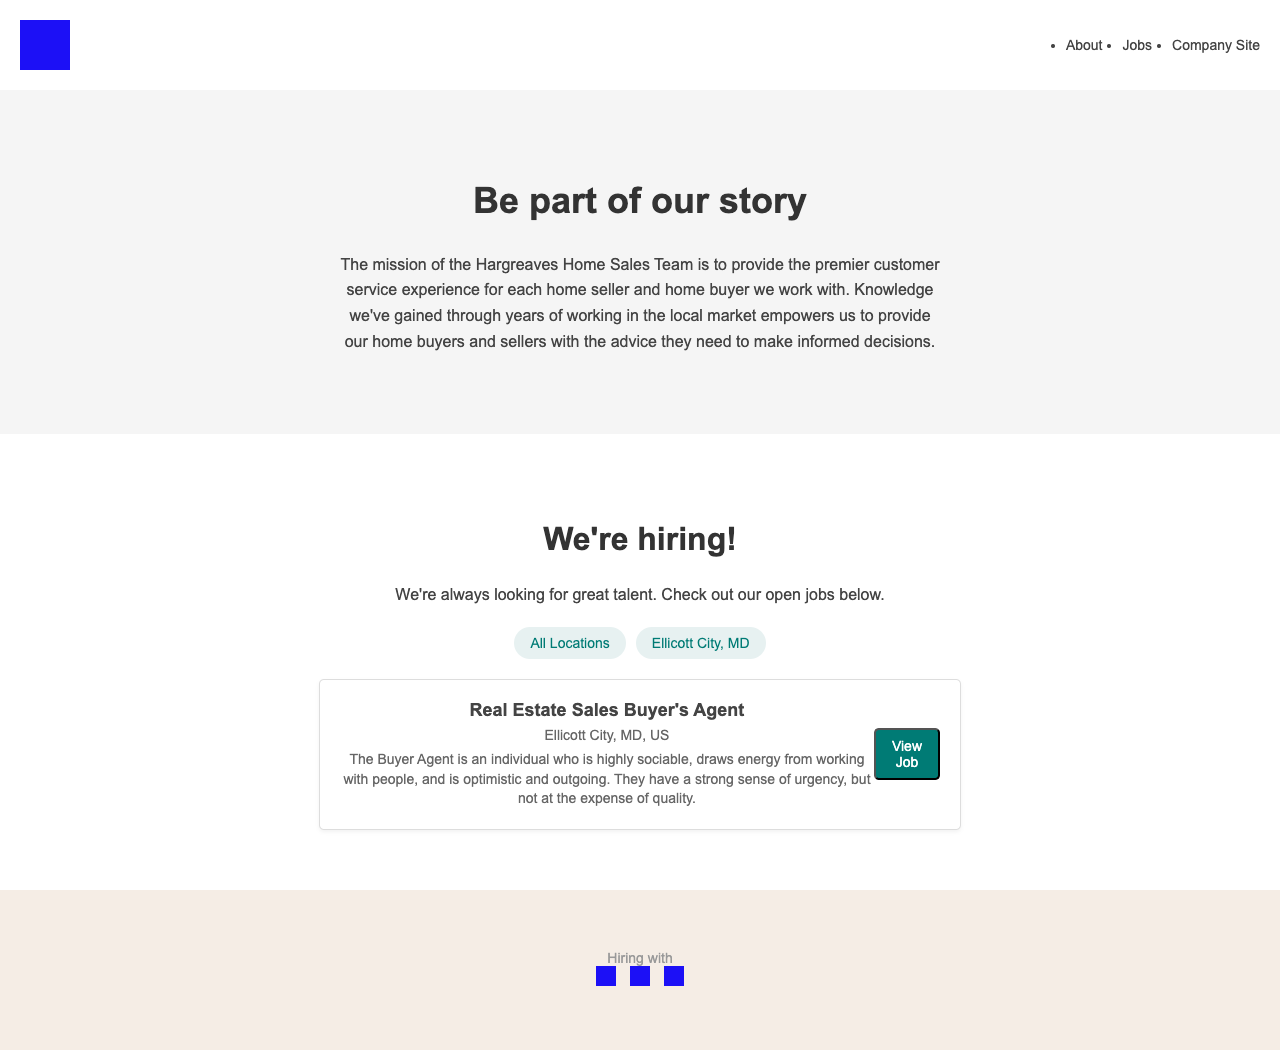 About
Jobs
Company Site
Be part of our story
The mission of the Hargreaves Home Sales Team is to provide the premier customer
service experience for each home seller and home buyer we work with. Knowledge
we've gained through years of working in the local market empowers us to provide
our home buyers and sellers with the advice they need to make informed decisions.
We're hiring!
We're always looking for great talent. Check out our open jobs below.
All Locations
Ellicott City, MD
Real Estate Sales Buyer's Agent
Ellicott City, MD, US
The Buyer Agent is an individual who is highly sociable, draws energy from working
with people, and is optimistic and outgoing. They have a strong sense of urgency, but
not at the expense of quality.
View
Job
Hiring with